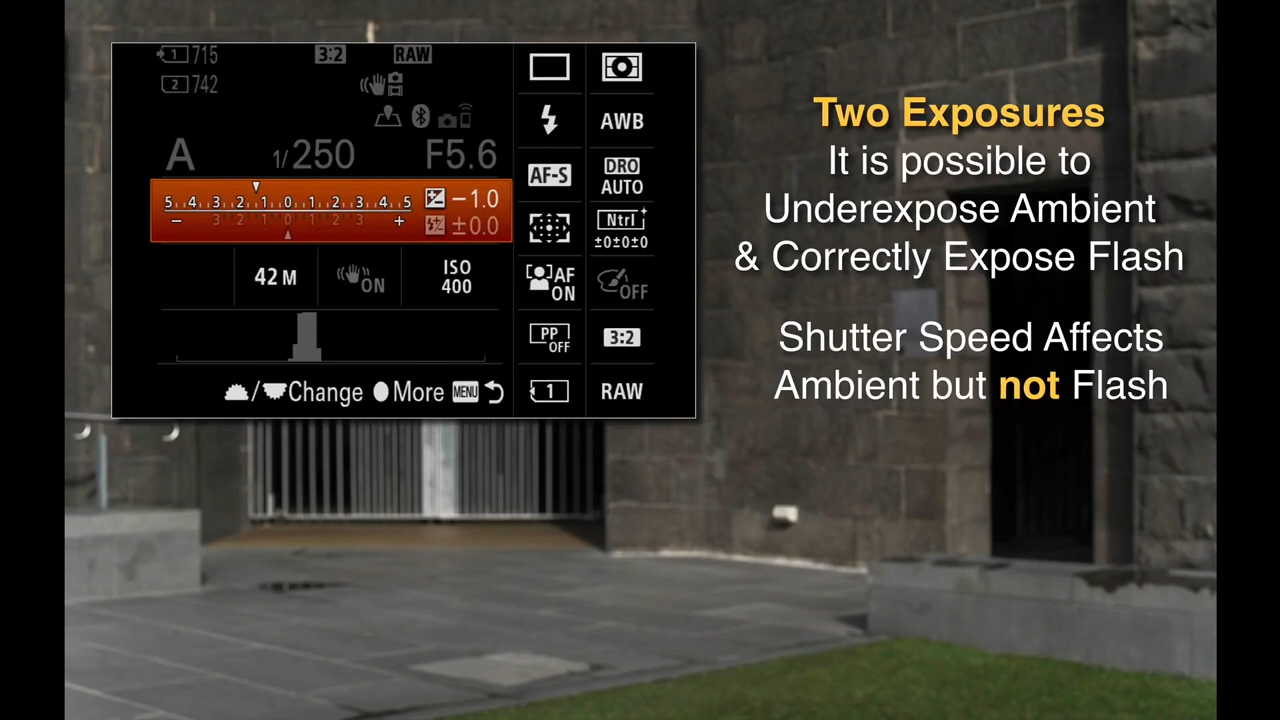 1 715 3:2 RAW
2 742
A 1/250 F5.6
5 4 3 2 1 0 1 2 3 4 5 −1.0
− 3 2 1 0 1 2 3 + ±0.0
42 M ON ISO 400
Change More MENU
AWB
AF-S DRO AUTO
Ntrl ±0±0±0
AF ON OFF
PP OFF 3:2
1 RAW
Two Exposures
It is possible to
Underexpose Ambient
& Correctly Expose Flash
Shutter Speed Affects
Ambient but not Flash